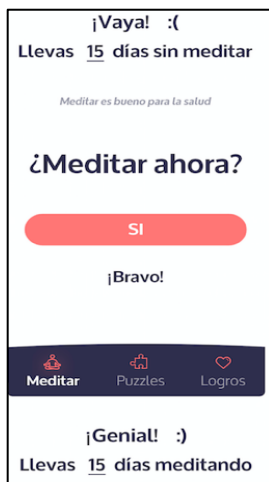 ¡Vaya! :(
Llevas 15 días sin meditar
Meditar es bueno para la salud
¿Meditar ahora?
SI
¡Bravo!
Meditar Puzzles Logros
¡Genial! :)
Llevas 15 días meditando